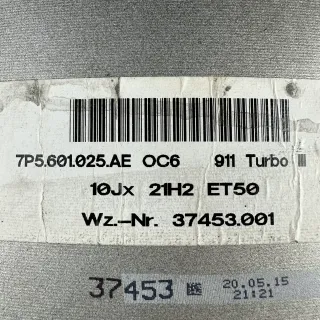 7P5.601.025.AE OC6 911 Turbo III
10Jx 21H2 ET50
Wz.-Nr. 37453.001
37453 20.05.15
21:21